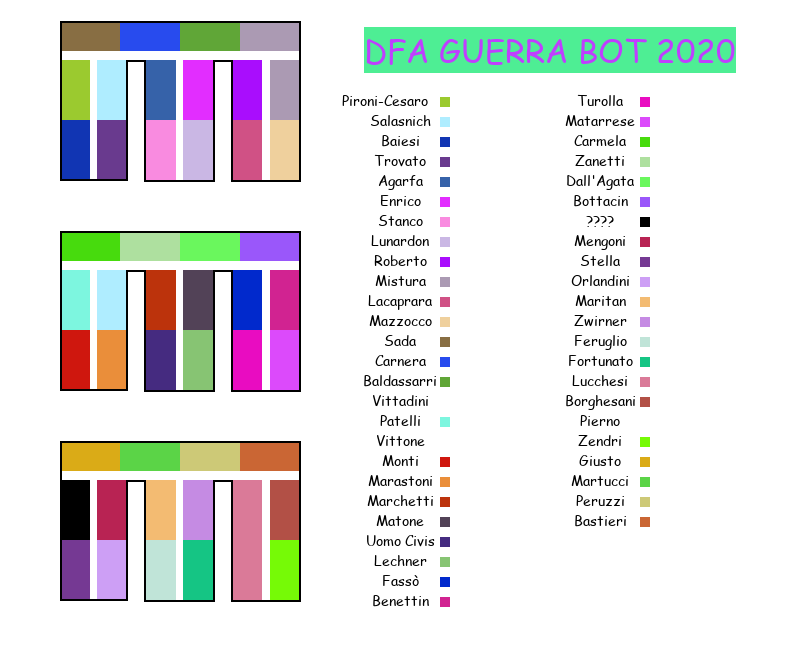 DFA GUERRA BOT 2020
Pironi-Cesaro
Salasnich
Baiesi
Trovato
Agarfa
Enrico
Stanco
Lunardon
Roberto
Mistura
Lacaprara
Mazzocco
Sada
Carnera
Baldassarri
Vittadini
Patelli
Vittone
Monti
Marastoni
Marchetti
Matone
Uomo Civis
Lechner
Fassò
Benettin
Turolla
Matarrese
Carmela
Zanetti
Dall'Agata
Bottacin
????
Mengoni
Stella
Orlandini
Maritan
Zwirner
Feruglio
Fortunato
Lucchesi
Borghesani
Pierno
Zendri
Giusto
Martucci
Peruzzi
Bastieri